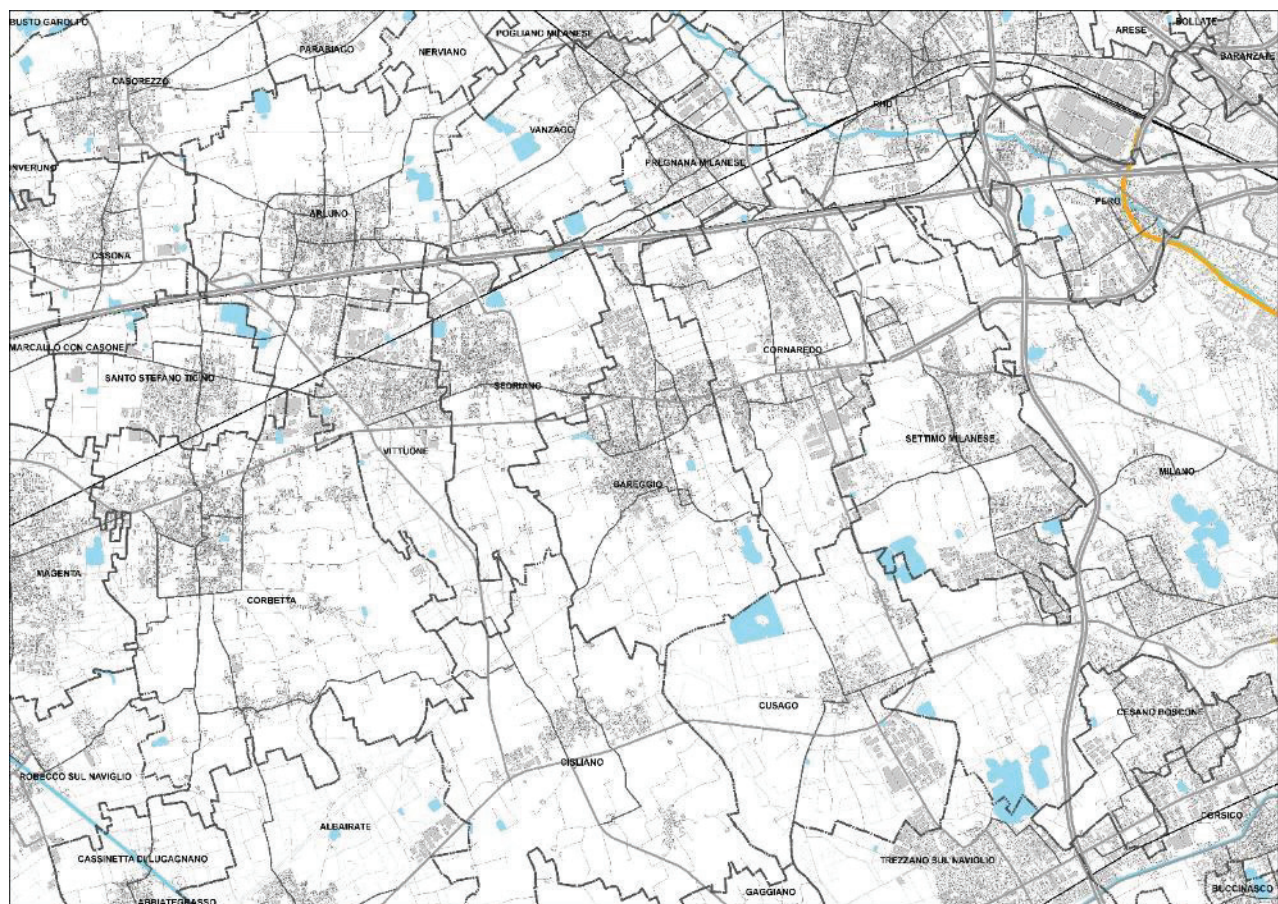 BUSTO GAROLFO
PARABIAGO
NERVIANO
POGLIANO MILANESE
ARESE
BOLLATE
BARANZATE
CASOREZZO
VANZAGO
RHO
PREGNANA MILANESE
INVERUNO
ARLUNO
PERO
OSSONA
MARCALLO CON CASONE
SANTO STEFANO TICINO
SEDRIANO
CORNAREDO
VITTUONE
SETTIMO MILANESE
BAREGGIO
MILANO
MAGENTA
CORBETTA
CUSAGO
CESANO BOSCONE
CISLIANO
ROBECCO SUL NAVIGLIO
ALBAIRATE
CORSICO
CASSINETTA DI LUGAGNANO
TREZZANO SUL NAVIGLIO
ABBIATEGRASSO
GAGGIANO
BUCCINASCO